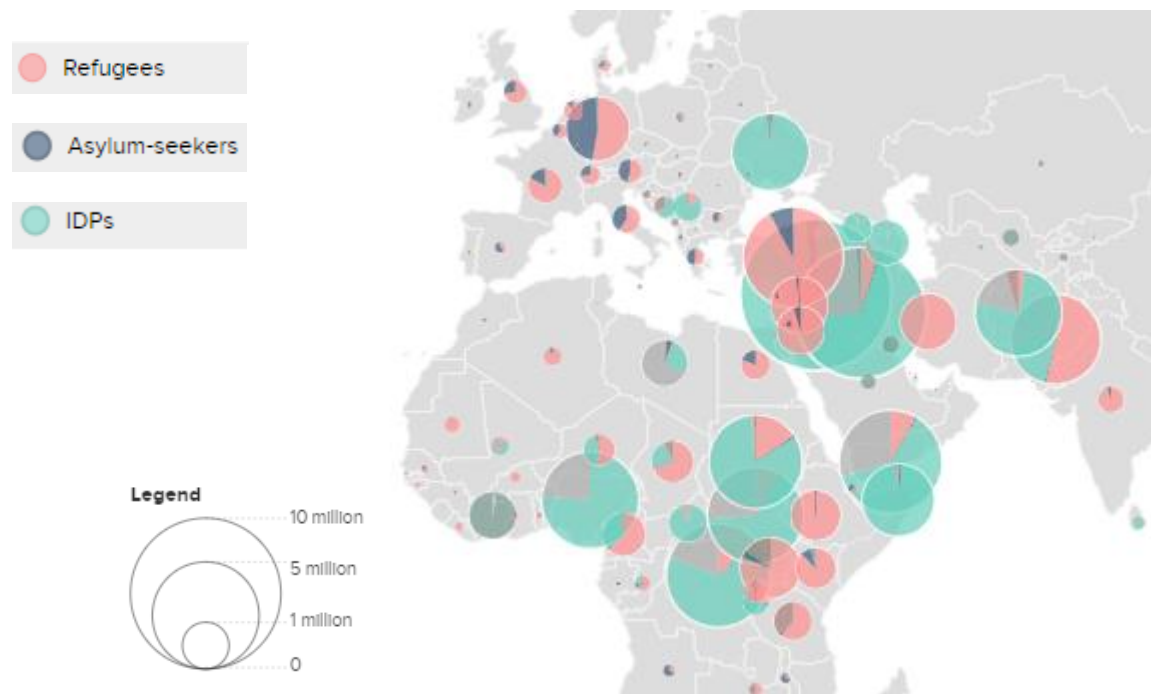 Refugees
Asylum-seekers
IDPs
Legend
10 million
5 million
1 million
0